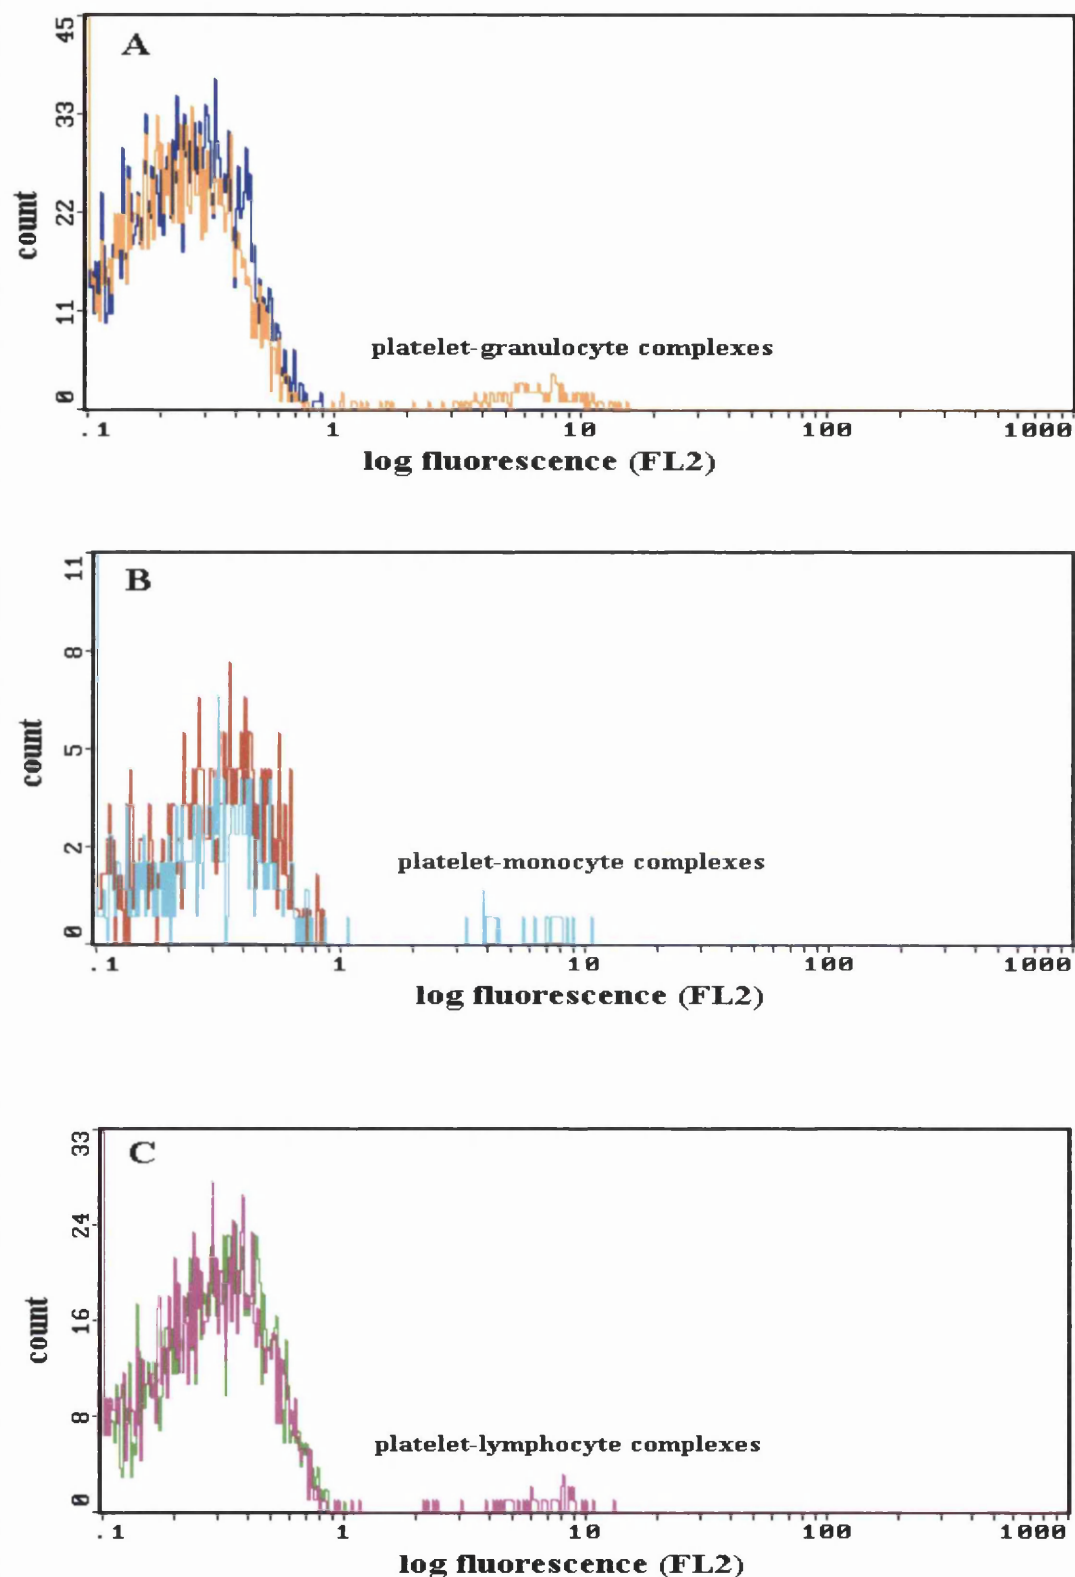 A
45
33
22
11
0
count
platelet-granulocyte complexes
.1 1 10 100 1000
log fluorescence (FL2)
B
11
8
5
2
0
count
platelet-monocyte complexes
.1 1 10 100 1000
log fluorescence (FL2)
C
33
24
16
8
0
count
platelet-lymphocyte complexes
.1 1 10 100 1000
log fluorescence (FL2)